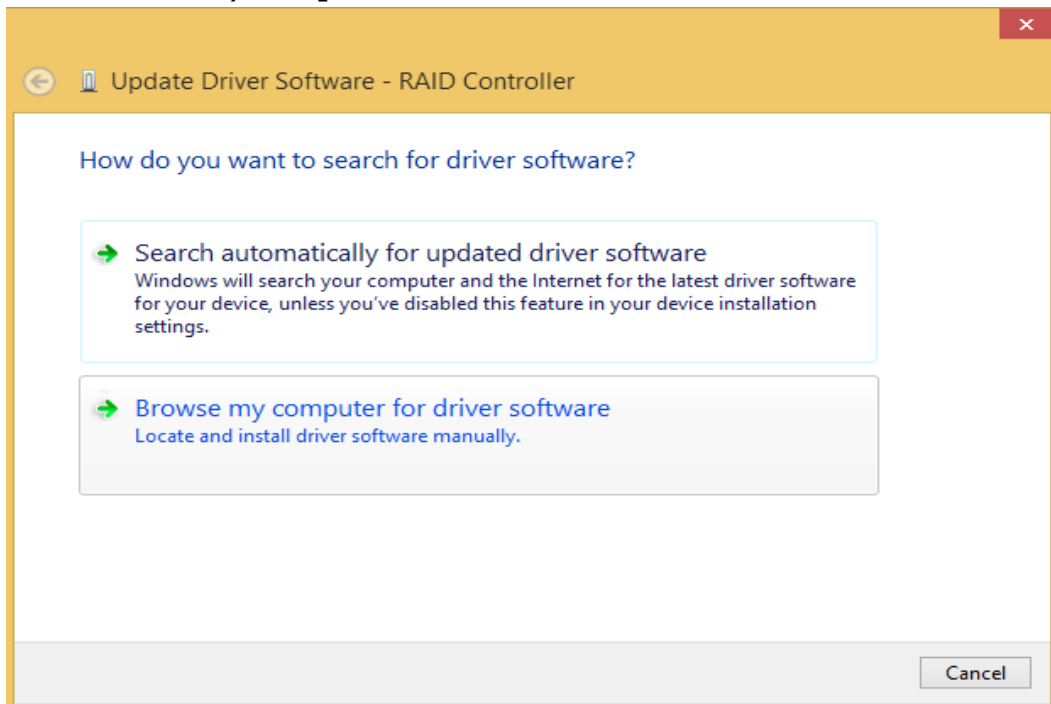 Update Driver Software - RAID Controller
How do you want to search for driver software?
Search automatically for updated driver software
Windows will search your computer and the Internet for the latest driver software
for your device, unless you've disabled this feature in your device installation
settings.
Browse my computer for driver software
Locate and install driver software manually.
Cancel